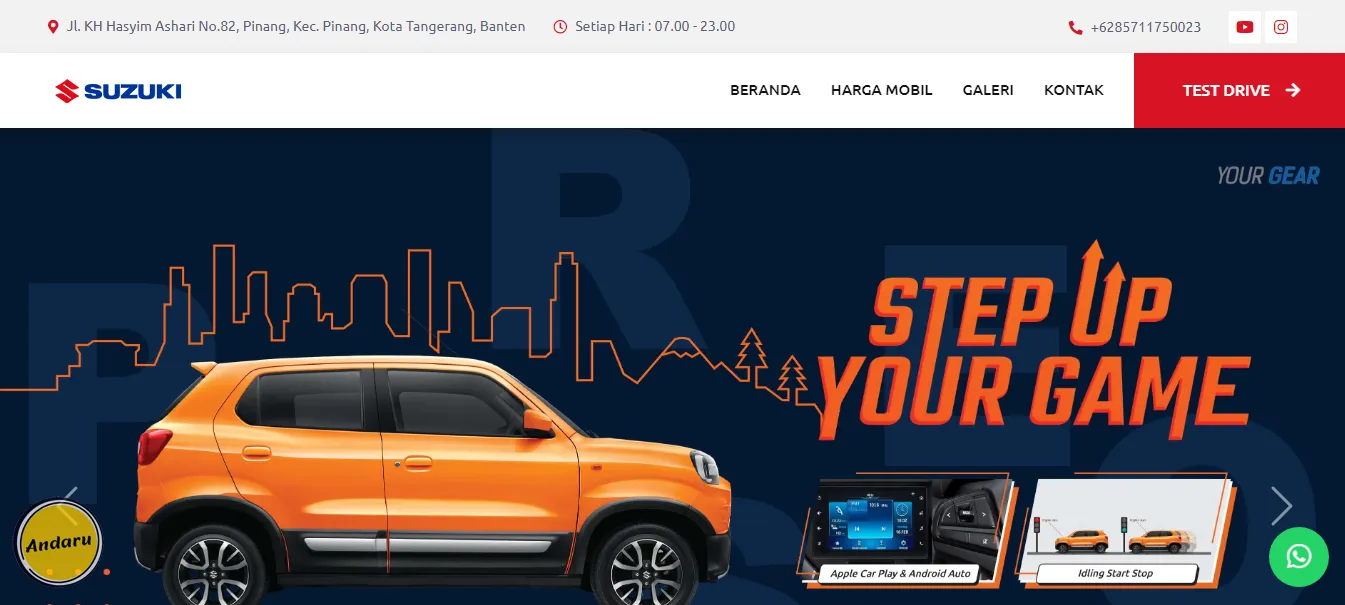 Jl. KH Hasyim Ashari No.82, Pinang, Kec. Pinang, Kota Tangerang, Banten
Setiap Hari : 07.00 - 23.00
+6285711750023
SUZUKI
BERANDA
HARGA MOBIL
GALERI
KONTAK
TEST DRIVE
YOUR GEAR
PRESSO
STEP UP
YOUR GAME
Andaru
Apple Car Play & Android Auto
Idling Start Stop